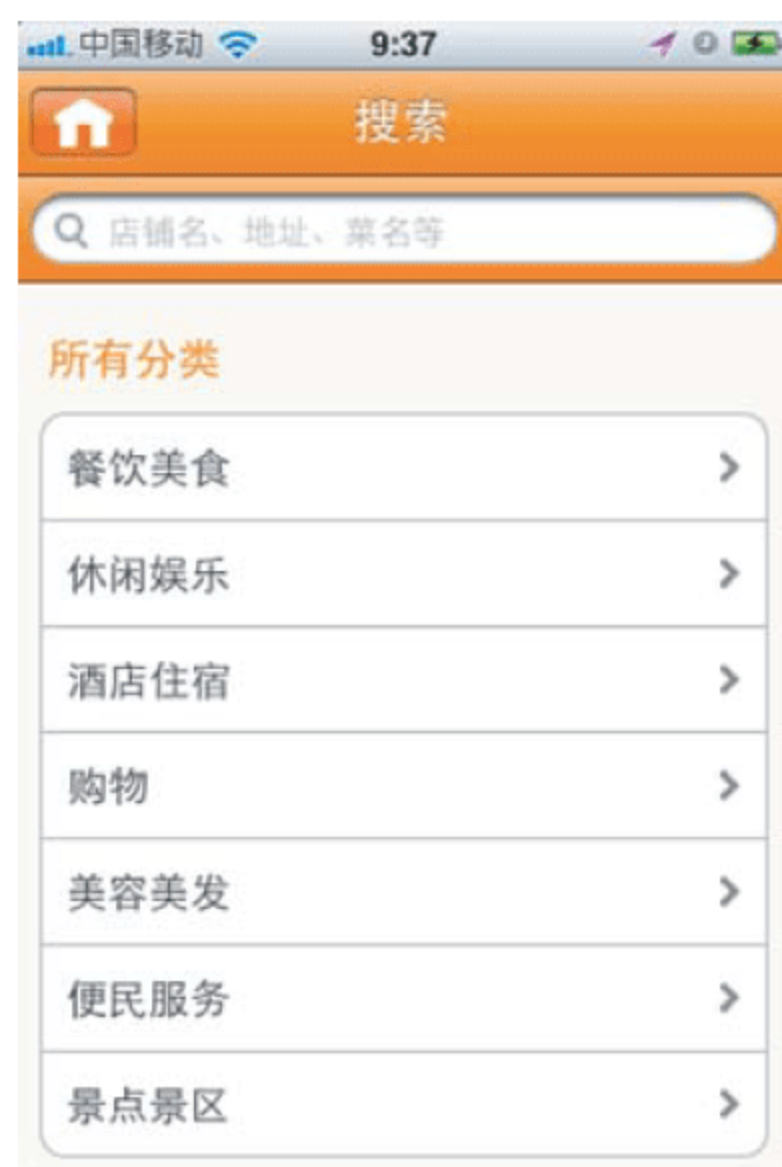 中国移动 9:37
搜索
店铺名、地址、菜名等
所有分类
餐饮美食
休闲娱乐
酒店住宿
购物
美容美发
便民服务
景点景区